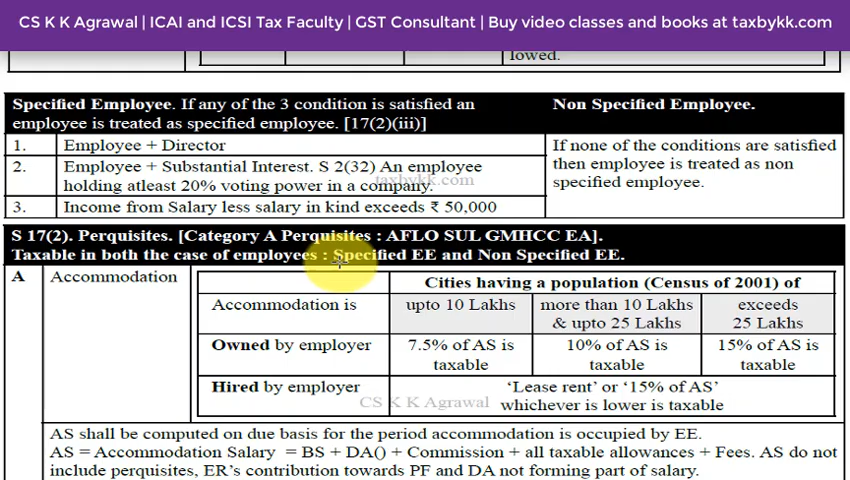 CS K K Agrawal | ICAI and ICSI Tax Faculty | GST Consultant | Buy video classes and books at taxbykk.com
lowed.
Specified Employee. If any of the 3 condition is satisfied an
employee is treated as specified employee. [17(2)(iii)]
Non Specified Employee.
1. Employee + Director
2. Employee + Substantial Interest. S 2(32) An employee
holding atleast 20% voting power in a company.
3. Income from Salary less salary in kind exceeds ₹ 50,000
If none of the conditions are satisfied
then employee is treated as non
specified employee.
taxbykk.com
S 17(2). Perquisites. [Category A Perquisites : AFLO SUL GMHCC EA].
Taxable in both the case of employees : Specified EE and Non Specified EE.
A Accommodation
Cities having a population (Census of 2001) of
Accommodation is
upto 10 Lakhs
more than 10 Lakhs
& upto 25 Lakhs
exceeds
25 Lakhs
Owned by employer
7.5% of AS is
taxable
10% of AS is
taxable
15% of AS is
taxable
Hired by employer
‘Lease rent’ or ‘15% of AS’
whichever is lower is taxable
CS K K Agrawal
AS shall be computed on due basis for the period accommodation is occupied by EE.
AS = Accommodation Salary = BS + DA() + Commission + all taxable allowances + Fees. AS do not
include perquisites, ER’s contribution towards PF and DA not forming part of salary.